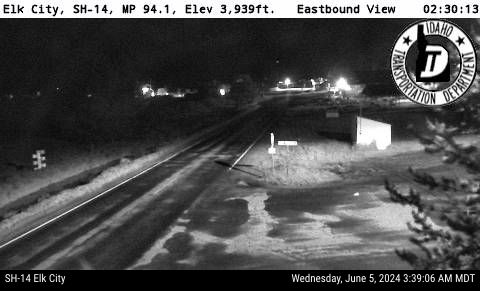 Elk City, SH-14, MP 94.1, Elev 3,939ft. Eastbound View 02:30:13
IDAHO
TRANSPORTATION DEPARTMENT
SH-14 Elk City Wednesday, June 5, 2024 3:39:06 AM MDT